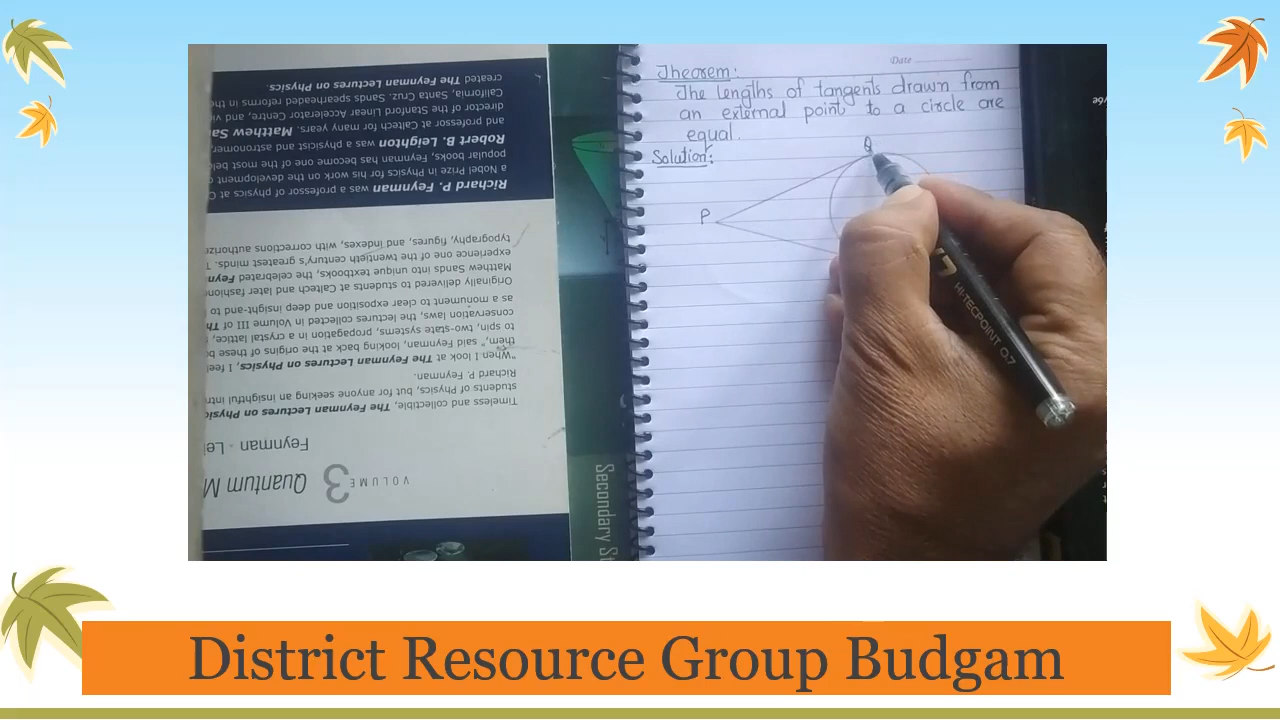 Timeless and collectible, The Feynman Lectures on Physics
students of Physics, but for anyone seeking an insightful
Richard P. Feynman.
"When I look at The Feynman Lectures on Physics, I
them," said Feynman, looking back at the origins of these
to spin, two-state systems, propagation in a crystal lattice,
conservation laws, the lectures collected in Volume III of
as a monument to clear exposition and deep insight-and to
Originally delivered to students at Caltech and later
Matthew Sands into unique textbooks, the celebrated
experience one of the twentieth century's greatest minds.
typography, figures, and indexes, with corrections
Richard P. Feynman was a professor of physics at
a Nobel Prize in Physics for his work on the development
popular books, Feynman has become one of the most
Robert B. Leighton was a physicist and astronomer,
and professor at Caltech for many years. Matthew
director of the Stanford Linear Accelerator Centre, and
California, Santa Cruz. Sands spearheaded reforms in the
created The Feynman Lectures on Physics.
VOLUME 3 Quantum
Feynman
Secondary
Date
Theorem:
The lengths of tangents drawn from
an external point to a circle are
equal.
Solution:
Q
P
V7 HI-TECPOINT 0.7
District Resource Group Budgam